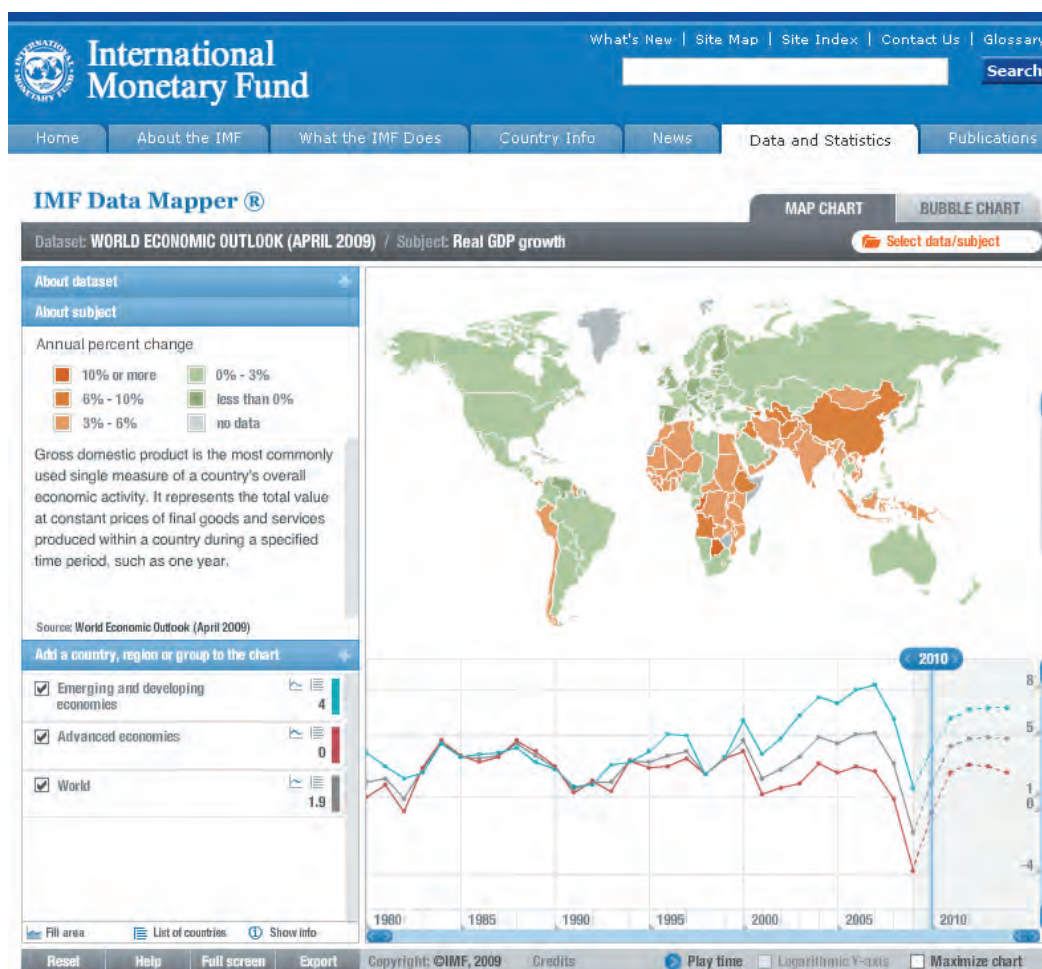 What's New | Site Map | Site Index | Contact Us | Glossary
International
Monetary Fund
Search
Home
About the IMF
What the IMF Does
Country Info
News
Data and Statistics
Publications
IMF Data Mapper ®
MAP CHART
BUBBLE CHART
Dataset: WORLD ECONOMIC OUTLOOK (APRIL 2009) / Subject: Real GDP growth
Select data/subject
About dataset
About subject
Annual percent change
10% or more
0% - 3%
6% - 10%
less than 0%
3% - 6%
no data
Gross domestic product is the most commonly
used single measure of a country's overall
economic activity. It represents the total value
at constant prices of final goods and services
produced within a country during a specified
time period, such as one year.
Source: World Economic Outlook (April 2009)
Add a country, region or group to the chart
Emerging and developing
economies
4
Advanced economies
0
World
1.9
Fill area
List of countries
Show info
2010
8
5
1
0
-4
1980
1985
1990
1995
2000
2005
2010
Reset
Help
Full screen
Export
Copyright: ©IMF, 2009
Credits
Play time
Logarithmic Y-axis
Maximize chart